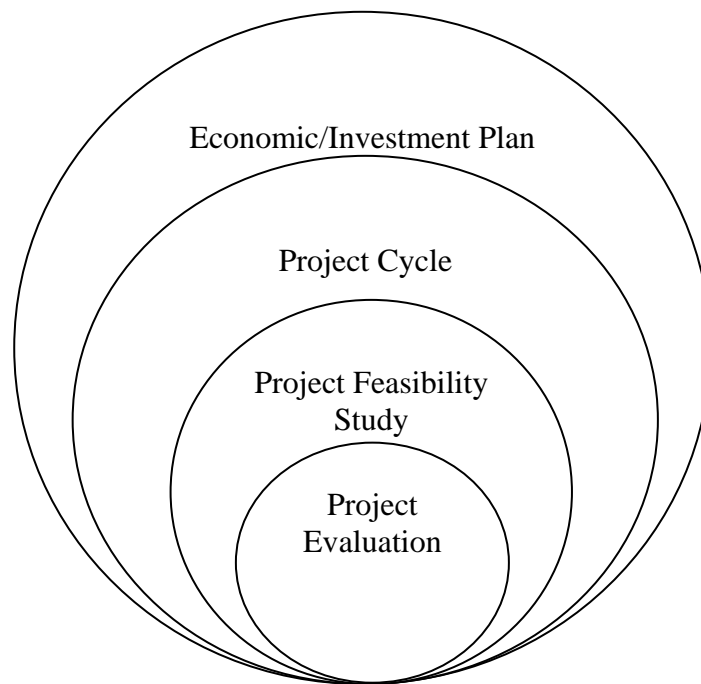 Economic/Investment Plan
Project Cycle
Project Feasibility
Study
Project
Evaluation